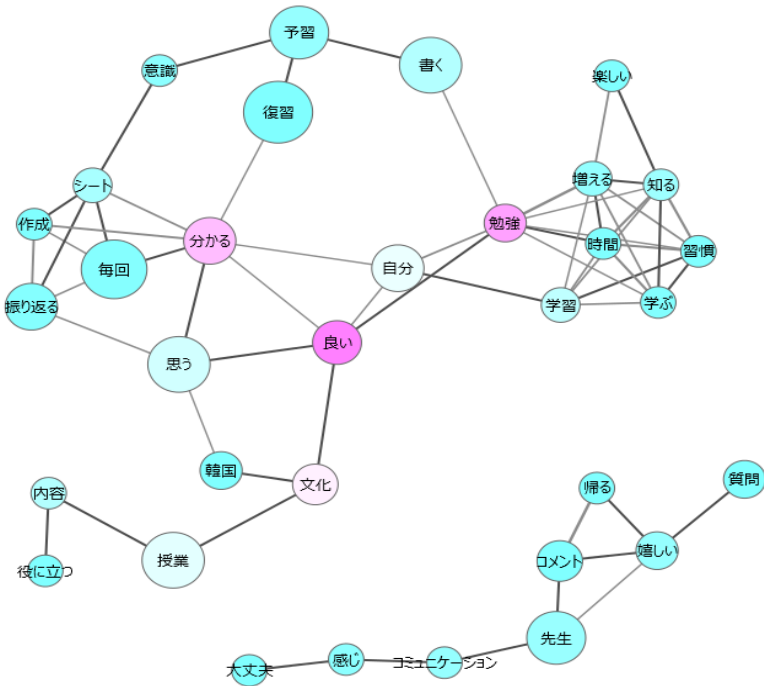 予習
書く
意識
楽しい
復習
シート
増える
知る
作成
勉強
分かる
時間
習慣
毎回
自分
振り返る
学習
学ぶ
良い
思う
韓国
文化
質問
内容
帰る
嬉しい
授業
役に立つ
コメント
先生
感じ
コミュニケーション
大丈夫